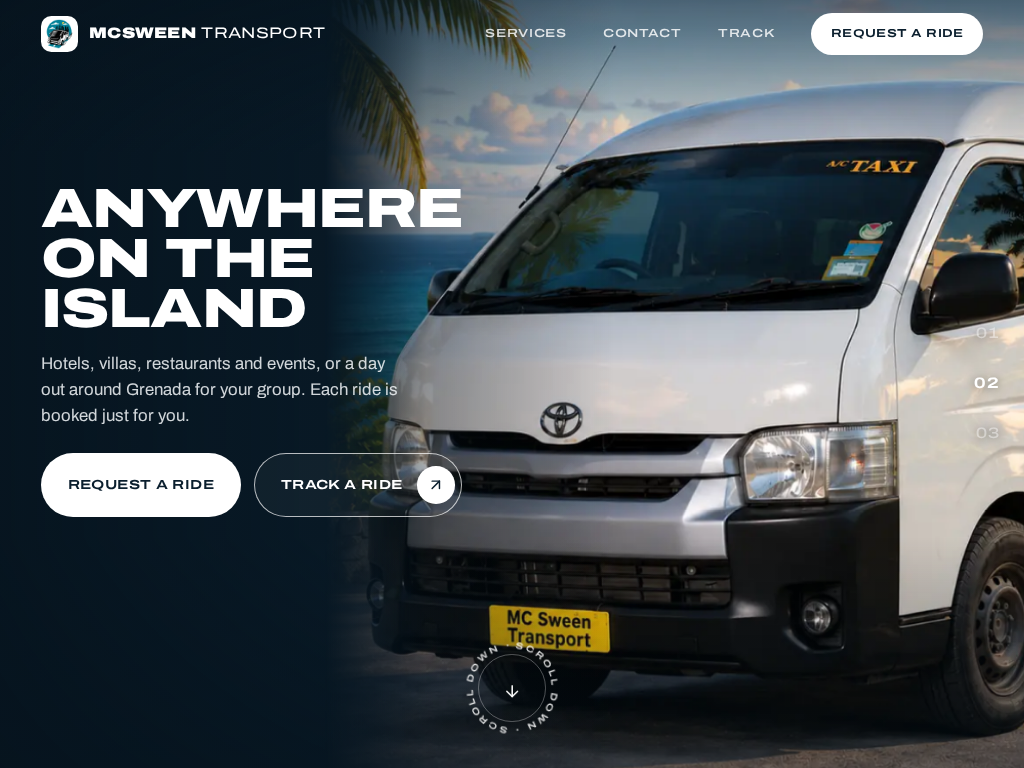 MCSWEEN TRANSPORT
SERVICES
CONTACT
TRACK
REQUEST A RIDE
A/C TAXI
ANYWHERE
ON THE
ISLAND
01
02
03
Hotels, villas, restaurants and events, or a day
out around Grenada for your group. Each ride is
booked just for you.
REQUEST A RIDE
TRACK A RIDE
MC Sween
Transport
SCROLL DOWN · SCROLL DOWN ·